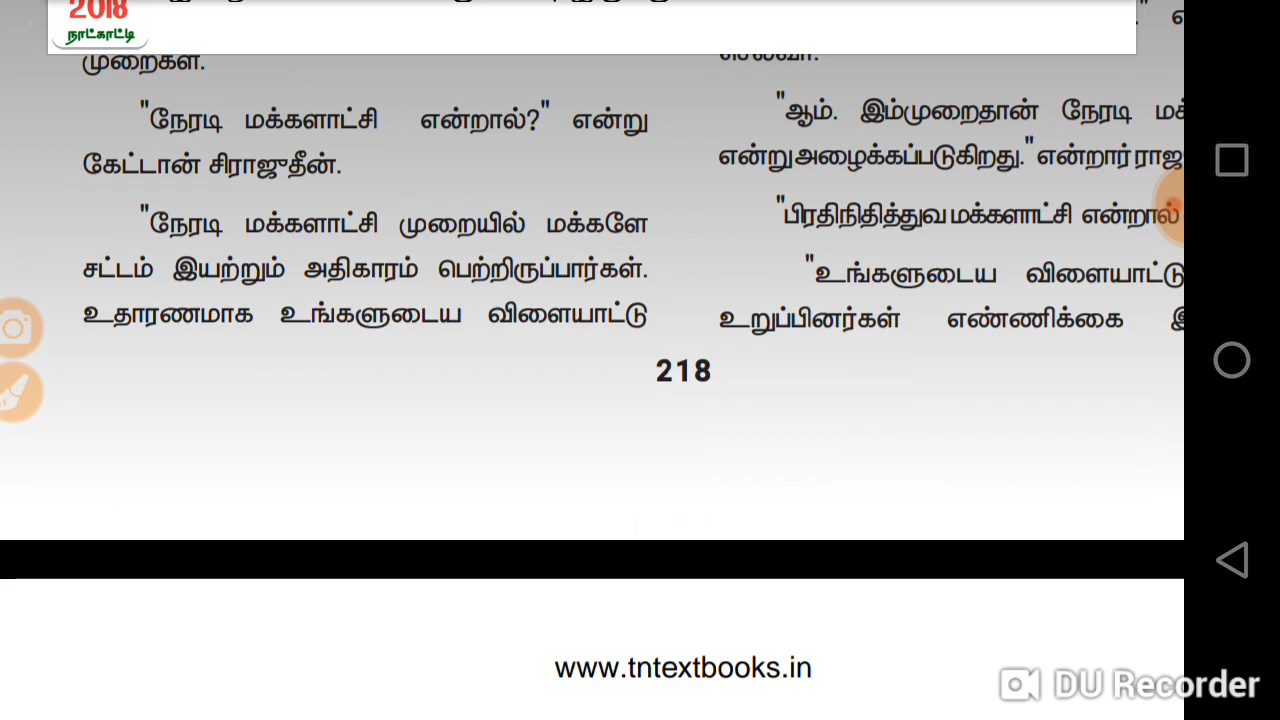 2018
நாட்காட்டி
முறைகள்.
"நேரடி மக்களாட்சி என்றால்?" என்று
கேட்டான் சிராஜுதீன்.
"நேரடி மக்களாட்சி முறையில் மக்களே
சட்டம் இயற்றும் அதிகாரம் பெற்றிருப்பார்கள்.
உதாரணமாக உங்களுடைய விளையாட்டு
செல்வா.
"ஆம். இம்முறைதான் நேரடி
என்று அழைக்கப்படுகிறது." என்றார்
"பிரதிநிதித்துவ மக்களாட்சி என்றால்
"உங்களுடைய விளையாட்டு
உறுப்பினர்கள் எண்ணிக்கை
218
www.tntextbooks.in
DU Recorder